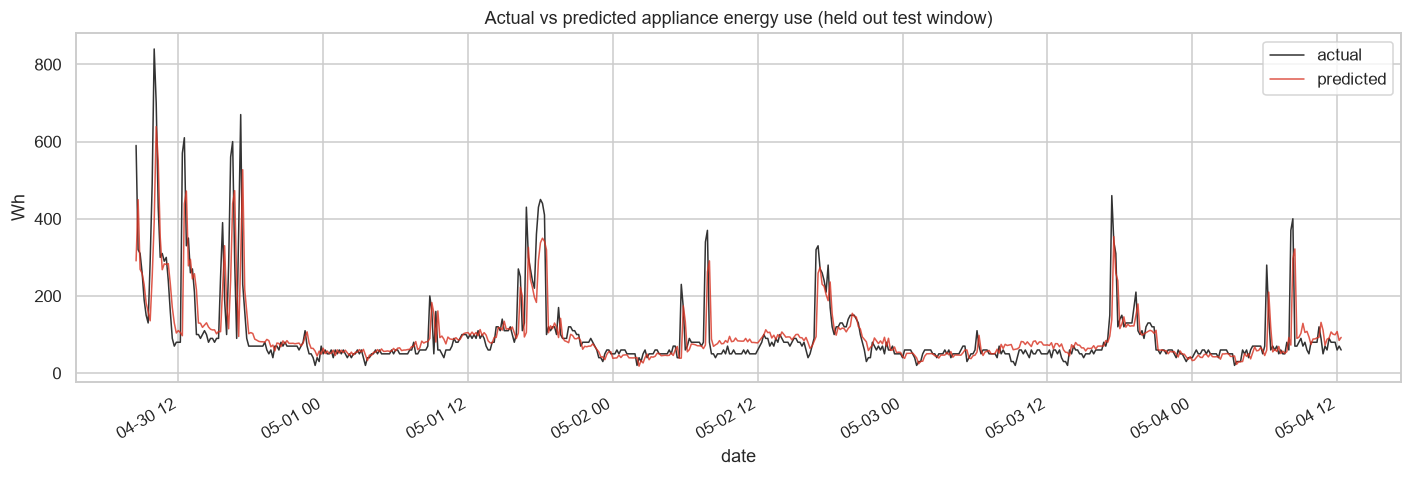 Actual vs predicted appliance energy use (held out test window)
actual
predicted
Wh
800
600
400
200
0
04-30 12
05-01 00
05-01 12
05-02 00
05-02 12
05-03 00
05-03 12
05-04 00
05-04 12
date